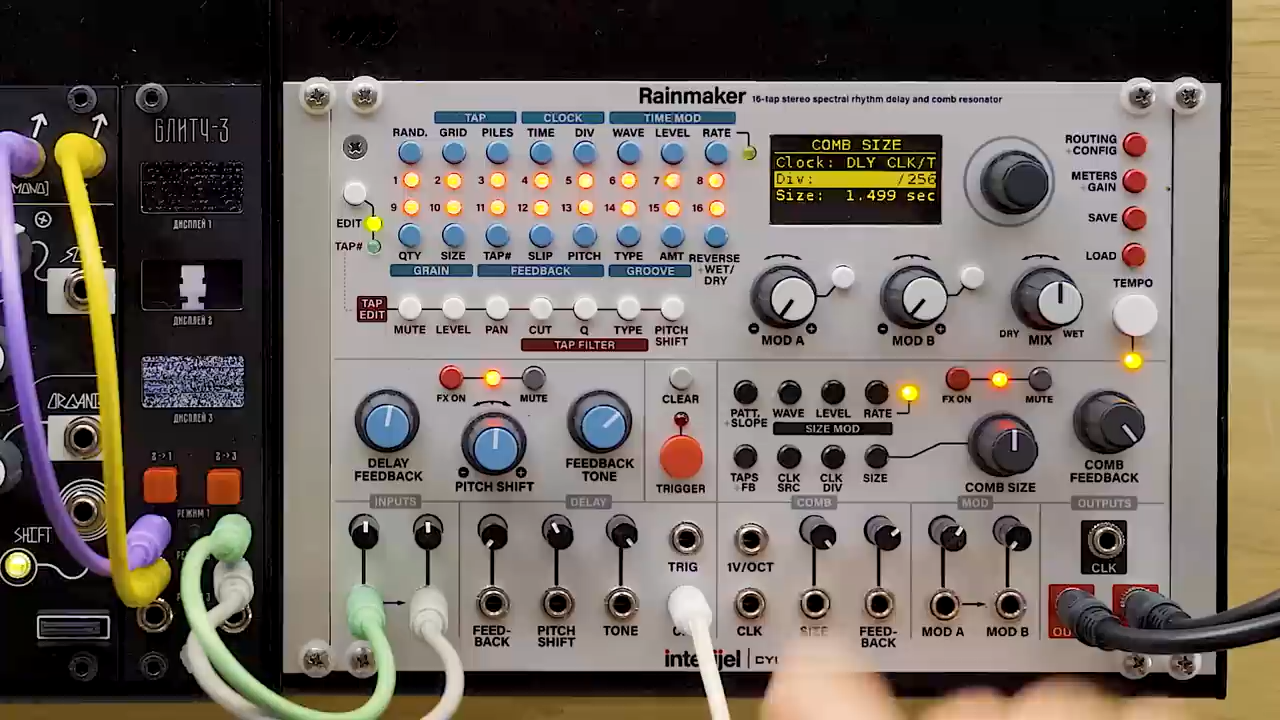 Rainmaker 16-tap stereo spectral rhythm delay and comb resonator
TAP CLOCK TIME MOD
RAND. GRID PILES TIME DIV WAVE LEVEL RATE
1 2 3 4 5 6 7 8
9 10 11 12 13 14 15 16
EDIT
TAP#
QTY SIZE TAP# SLIP PITCH TYPE AMT REVERSE
+WET/
DRY
GRAIN FEEDBACK GROOVE
TAP
EDIT
MUTE LEVEL PAN CUT Q TYPE PITCH
SHIFT
TAP FILTER
COMB SIZE
Clock: DLY CLK/T
Div: /256
Size: 1.499 sec
MOD A MOD B DRY MIX WET
ROUTING
+CONFIG
METERS
+GAIN
SAVE
LOAD
TEMPO
FX ON MUTE
DELAY
FEEDBACK
PITCH SHIFT
FEEDBACK
TONE
CLEAR
TRIGGER
PATT.
+SLOPE
WAVE LEVEL RATE
SIZE MOD
TAPS
+FB
CLK
SRC
CLK
DIV
SIZE
FX ON MUTE
COMB SIZE
COMB
FEEDBACK
INPUTS DELAY COMB MOD OUTPUTS
TRIG 1V/OCT CLK
FEED-
BACK
PITCH
SHIFT
TONE
CLK
SIZE
FEED-
BACK
MOD A MOD B
БЛИТЧ-3
ДИСПЛЕЙ 1
ДИСПЛЕЙ 2
ДИСПЛЕЙ 3
2->1 2->3
РЕЖИМ 1
SHIFT